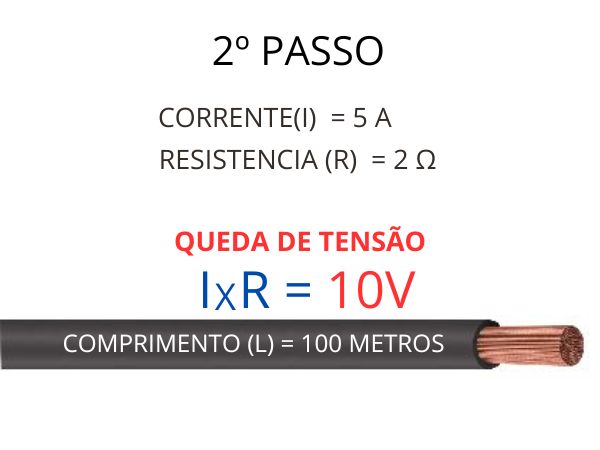 2º PASSO
CORRENTE(I) = 5 A
RESISTENCIA (R) = 2 Ω
QUEDA DE TENSÃO
IxR = 10V
COMPRIMENTO (L) = 100 METROS